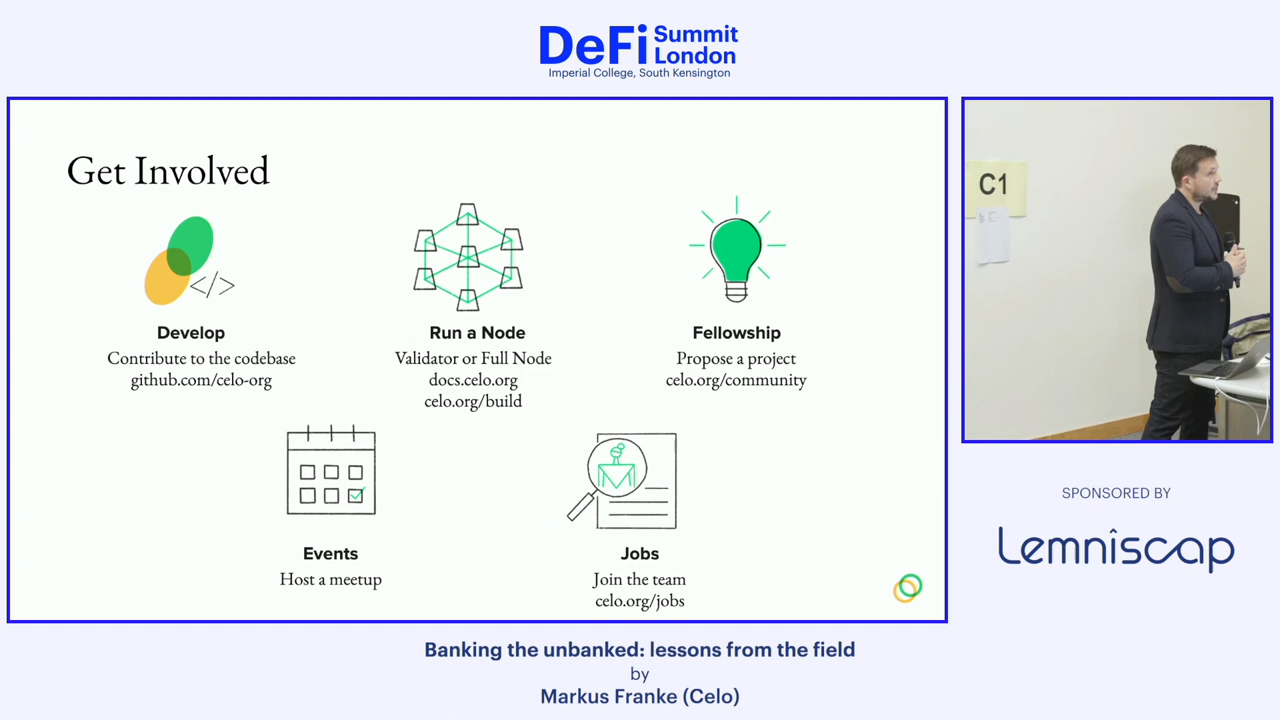 DeFi Summit London
Imperial College, South Kensington
Get Involved
</>
Develop
Contribute to the codebase
github.com/celo-org
Run a Node
Validator or Full Node
docs.celo.org
celo.org/build
Fellowship
Propose a project
celo.org/community
Events
Host a meetup
Jobs
Join the team
celo.org/jobs
C1
SPONSORED BY
Lemniscap
Banking the unbanked: lessons from the field
by
Markus Franke (Celo)